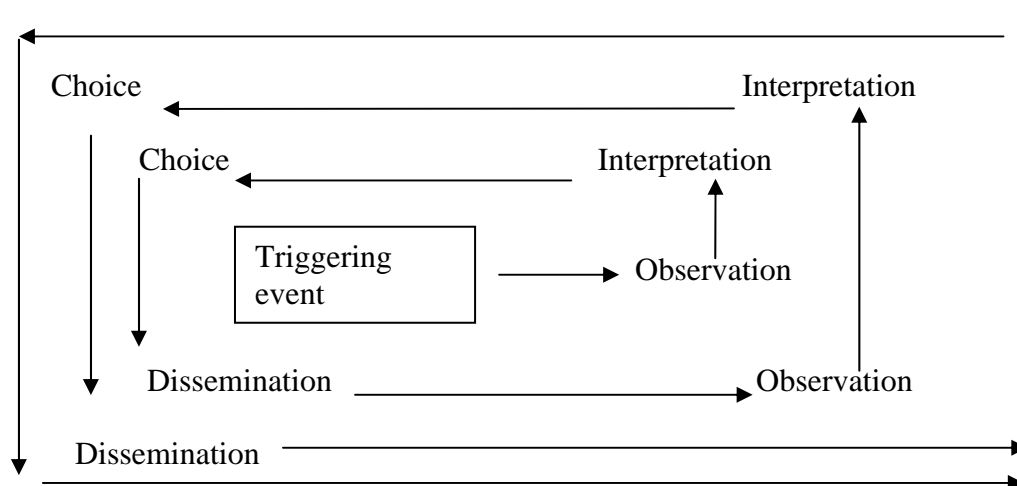 Choice Interpretation
Choice Interpretation
Triggering
event
Observation
Dissemination Observation
Dissemination